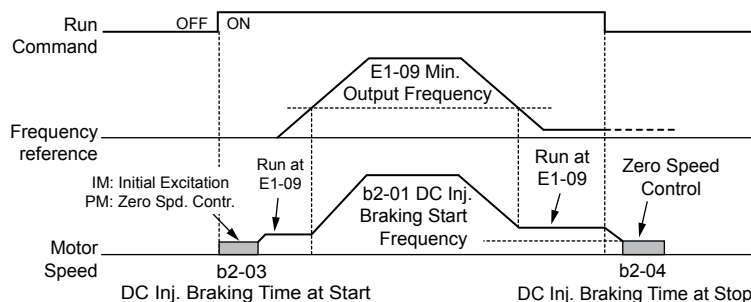 Run
Command
OFF
ON
E1-09 Min.
Output Frequency
Frequency
reference
IM: Initial Excitation
PM: Zero Spd. Contr.
Run at
E1-09
b2-01 DC Inj.
Braking Start
Frequency
Run at
E1-09
Zero Speed
Control
Motor
Speed
b2-03
DC Inj. Braking Time at Start
b2-04
DC Inj. Braking Time at Stop